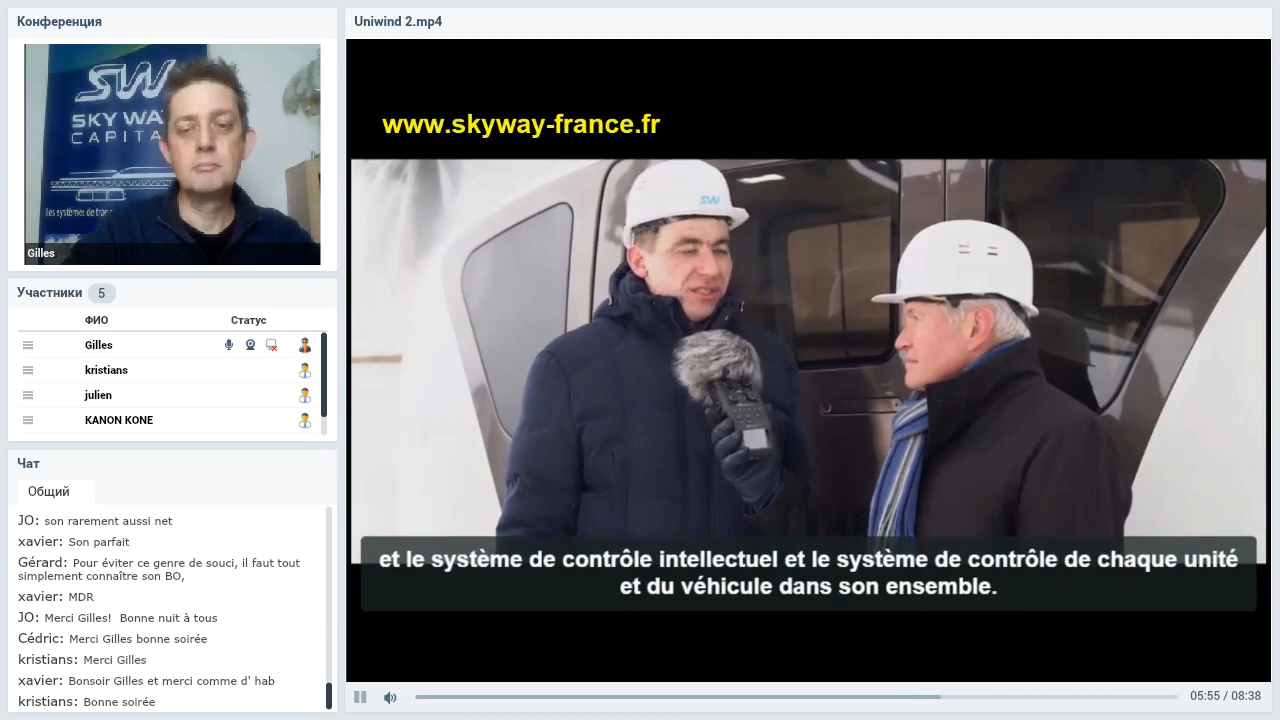 Конференция
SW
SKY WA
CAPITA
Les systèmes de trans
Gilles
Участники 5
ФИО Статус
Gilles
kristians
julien
KANON KONE
Чат
Общий
JO: son rarement aussi net
xavier: Son parfait
Gérard: Pour éviter ce genre de souci, il faut tout
simplement connaître son BO,
xavier: MDR
JO: Merci Gilles! Bonne nuit à tous
Cédric: Merci Gilles bonne soirée
kristians: Merci Gilles
xavier: Bonsoir Gilles et merci comme d' hab
kristians: Bonne soirée
Uniwind 2.mp4
www.skyway-france.fr
SW
et le système de contrôle intellectuel et le système de contrôle de chaque unité
et du véhicule dans son ensemble.
05:55 / 08:38